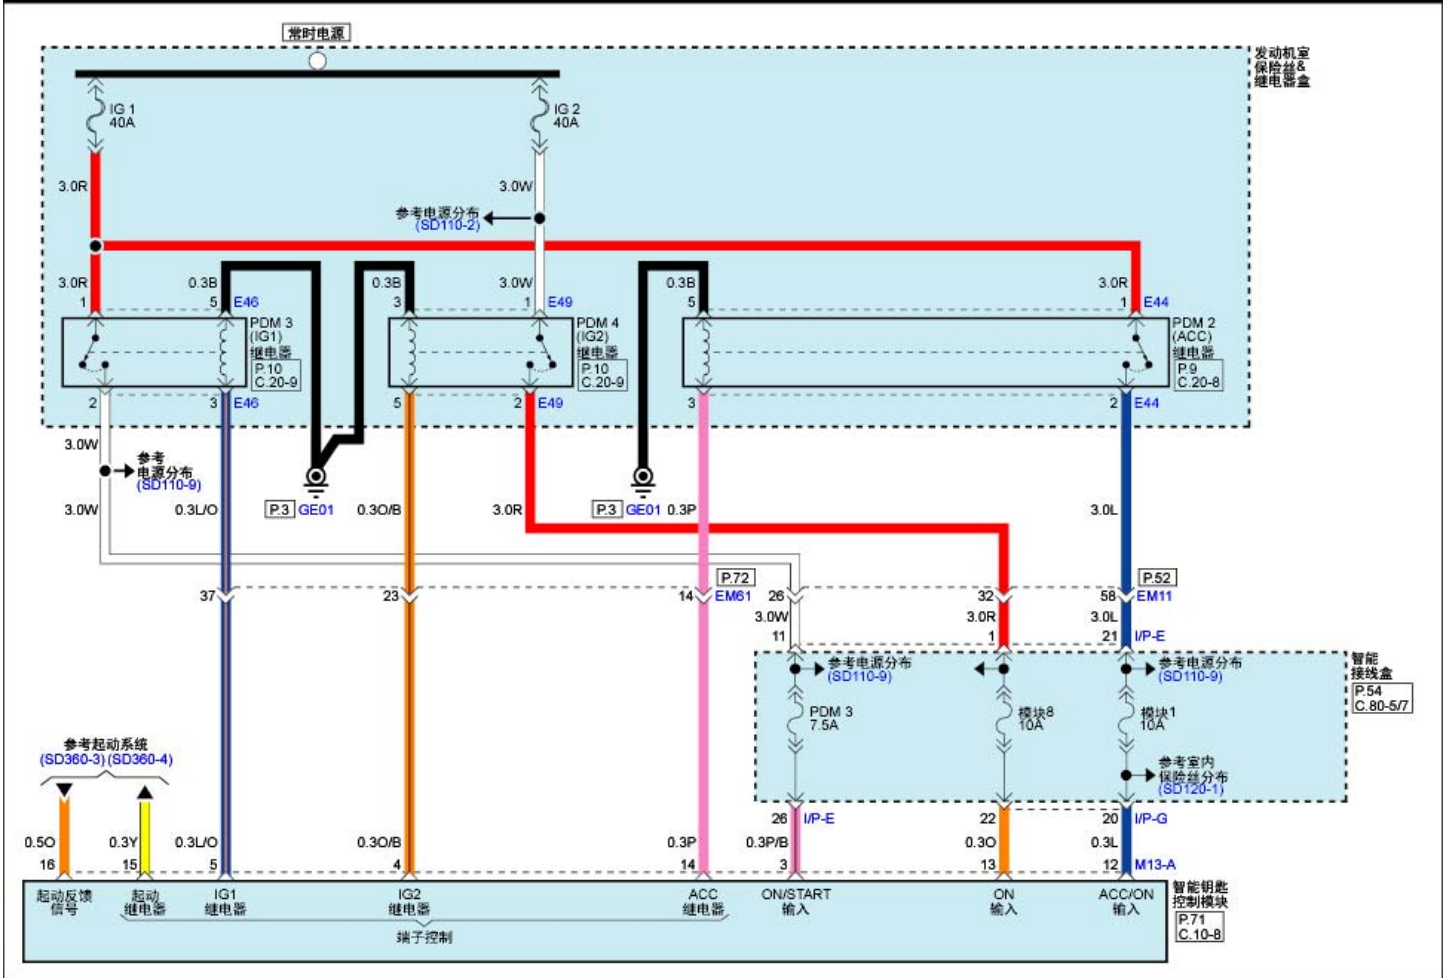 常时电源
发动机室
保险丝&
继电器盒
IG 1
40A
IG 2
40A
3.0R
3.0W
参考电源分布
(SD110-2)
3.0R
0.3B
0.3B
3.0W
0.3B
3.0R
1
5
E46
3
1
E49
5
1
E44
PDM 3
(IG1)
继电器
P.10
C.20-9
PDM 4
(IG2)
继电器
P.10
C.20-9
PDM 2
(ACC)
继电器
P.9
C.20-8
2
3
E46
5
2
E49
3
2
E44
3.0W
参考
电源分布
(SD110-9)
3.0W
0.3L/O
P.3
GE01
0.3O/B
3.0R
P.3
GE01
0.3P
3.0L
P.72
P.52
37
23
14
EM61
26
32
58
EM11
3.0W
3.0R
3.0L
11
1
21
I/P-E
智能
接线盒
P.54
C.80-5/7
参考电源分布
(SD110-9)
参考电源分布
(SD110-9)
PDM 3
7.5A
模块8
10A
模块1
10A
参考室内
保险丝分布
(SD120-1)
参考起动系统
(SD360-3) (SD360-4)
26
I/P-E
22
20
I/P-G
0.5O
0.3Y
0.3L/O
0.3O/B
0.3P
0.3P/B
0.3O
0.3L
16
15
5
4
14
3
13
12
M13-A
起动反馈
信号
起动
继电器
IG1
继电器
IG2
继电器
ACC
继电器
ON/START
输入
ON
输入
ACC/ON
输入
端子控制
智能钥匙
控制模块
P.71
C.10-8